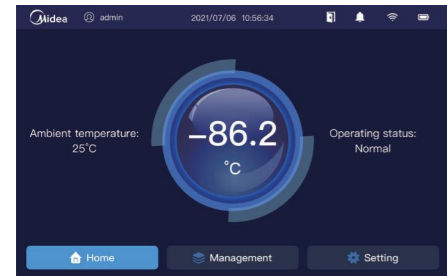 Midea admin 2021/07/06 10:56:34
Ambient temperature:
25°C
-86.2
°C
Operating status:
Normal
Home Management Setting